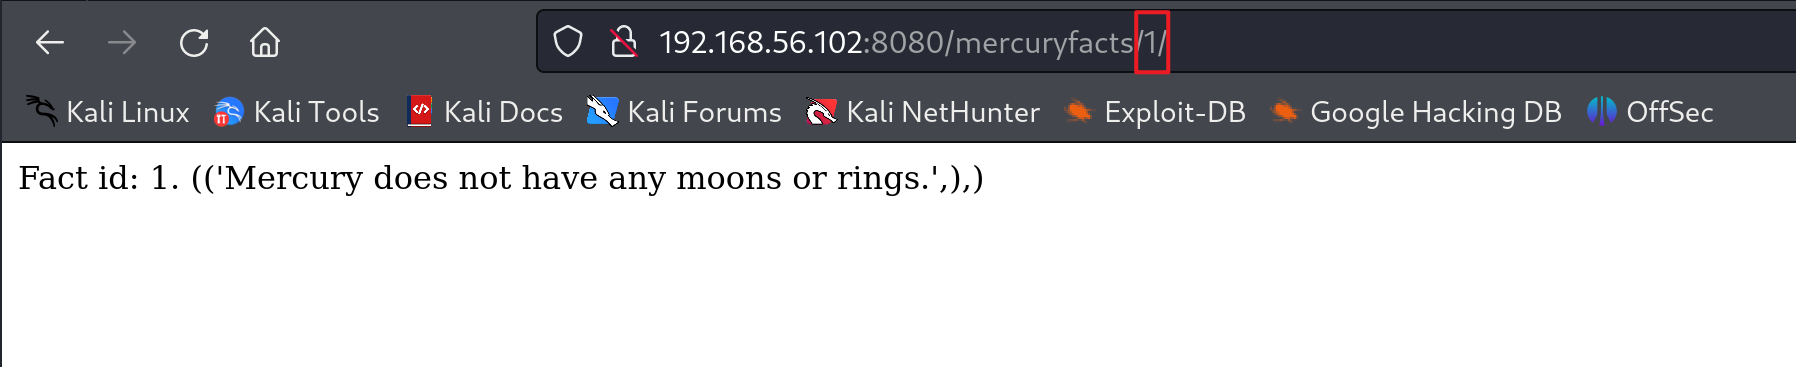 192.168.56.102:8080/mercuryfacts/1/
Kali Linux Kali Tools Kali Docs Kali Forums Kali NetHunter Exploit-DB Google Hacking DB OffSec
Fact id: 1. (('Mercury does not have any moons or rings.',),)